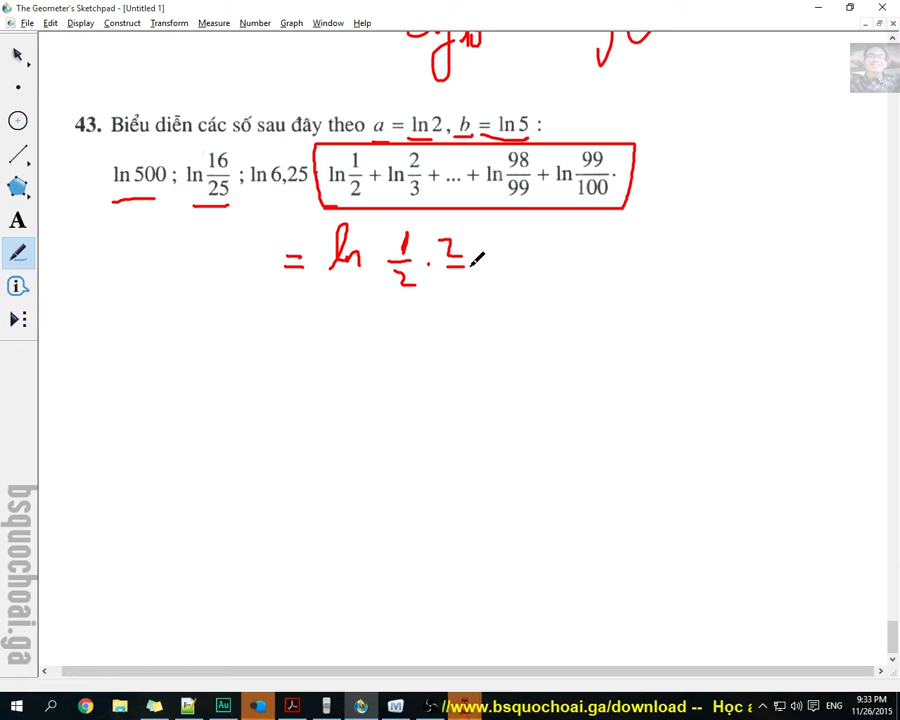 The Geometer's Sketchpad - [Untitled 1]
File Edit Display Construct Transform Measure Number Graph Window Help
43. Biểu diễn các số sau đây theo a = ln 2 , b = ln 5 :
ln 500 ; ln 16/25 ; ln 6,25 ln 1/2 + ln 2/3 + ... + ln 98/99 + ln 99/100 .
= ln 1/2 . 2
A
bsquochoai.ga
//www.bsquochoai.ga/download -- Học a
ENG
9:33 PM
11/26/2015